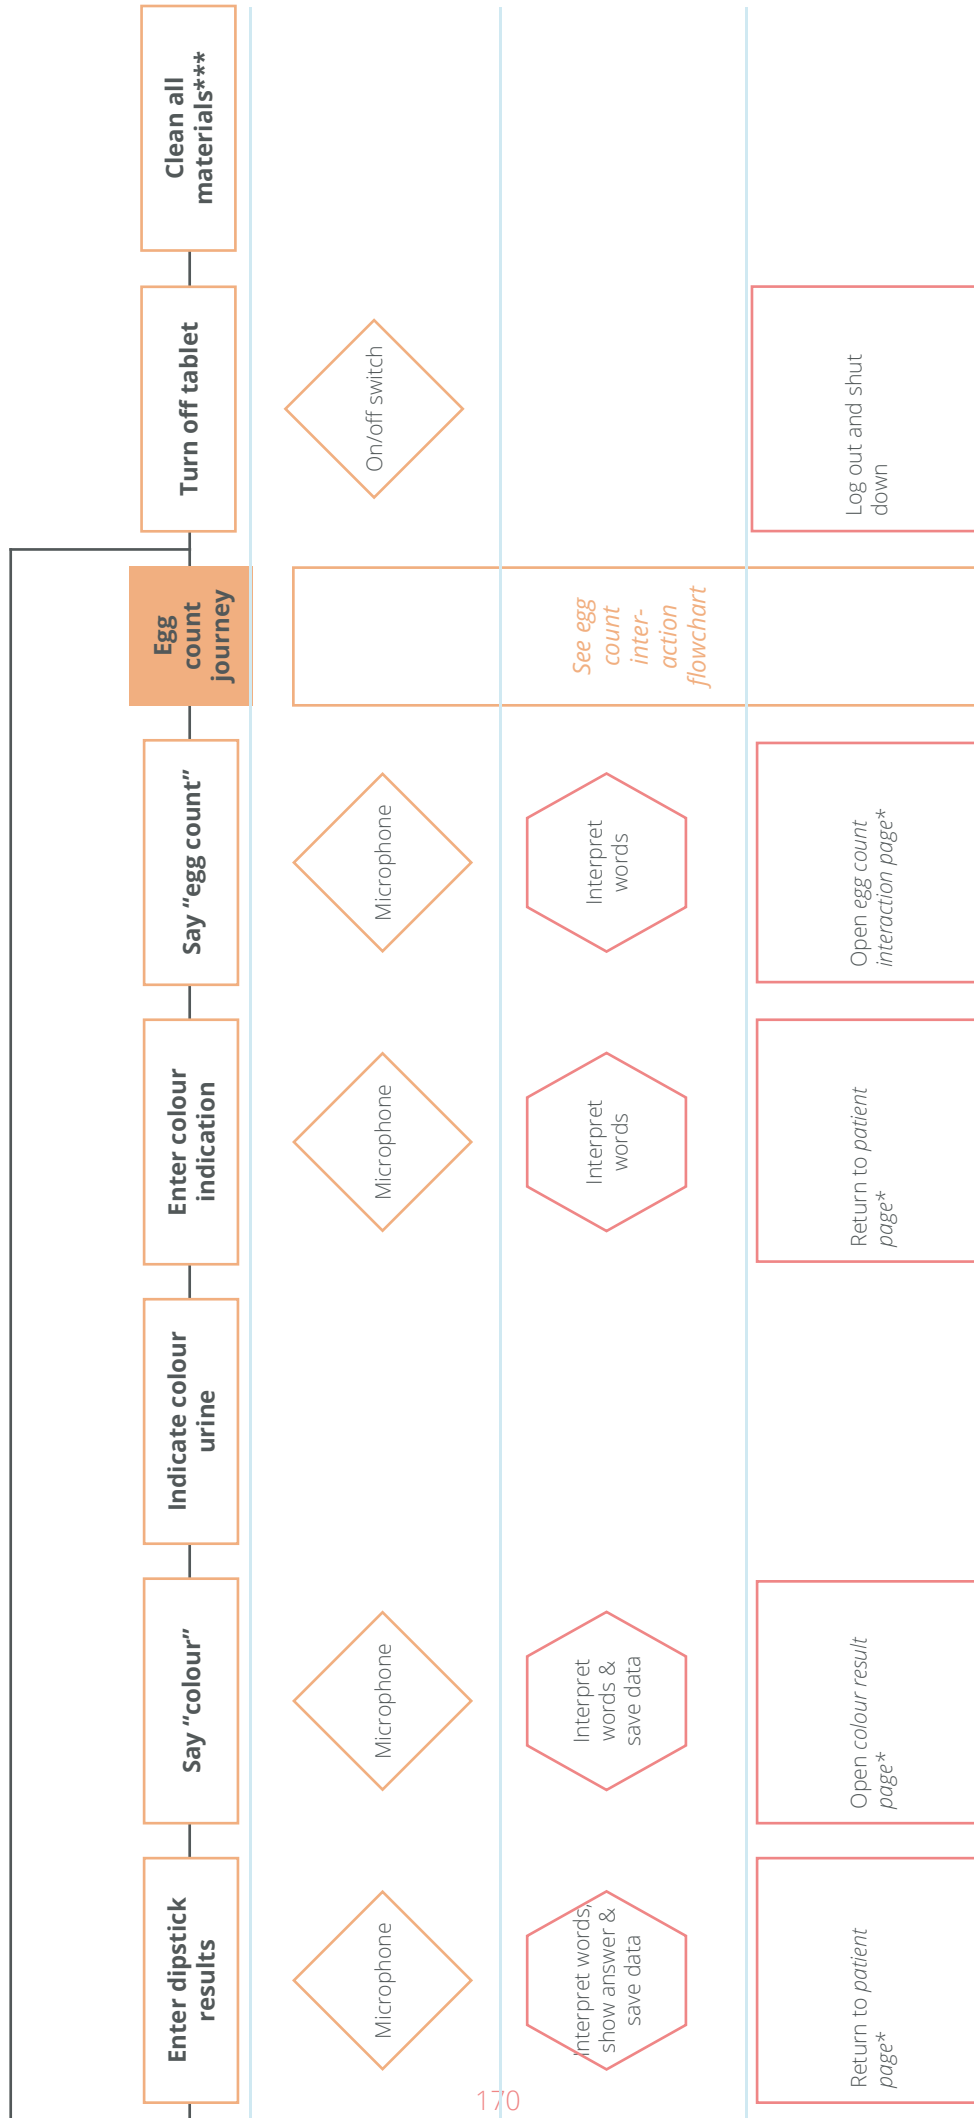 Enter dipstick
results
Say “colour”
Indicate colour
urine
Enter colour
indication
Say “egg count”
Egg
count
journey
Turn off tablet
Clean all
materials***
Microphone
Microphone
Microphone
Microphone
On/off switch
Interpret words,
show answer &
save data
Interpret
words &
save data
Interpret
words
Interpret
words
See egg
count
inter-
action
flowchart
Return to patient
page*
Open colour result
page*
Return to patient
page*
Open egg count
interaction page*
Log out and shut
down
170